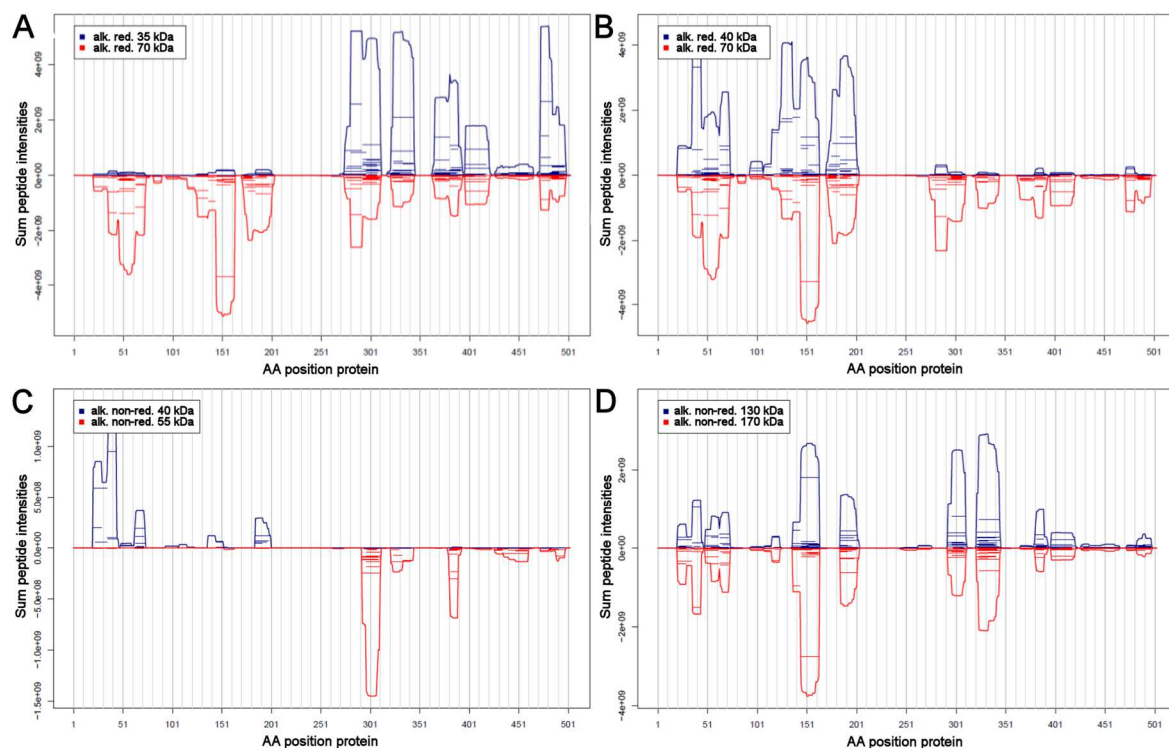 A
alk. red. 35 kDa
alk. red. 70 kDa
Sum peptide intensities
4e+09
2e+09
0e+00
−2e+09
−4e+09
1 51 101 151 201 251 301 351 401 451 501
AA position protein
B
alk. red. 40 kDa
alk. red. 70 kDa
Sum peptide intensities
4e+09
2e+09
0e+00
−2e+09
−4e+09
1 51 101 151 201 251 301 351 401 451 501
AA position protein
C
alk. non-red. 40 kDa
alk. non-red. 55 kDa
Sum peptide intensities
1.0e+09
5.0e+08
0.0e+00
−5.0e+08
−1.0e+09
−1.5e+09
1 51 101 151 201 251 301 351 401 451 501
AA position protein
D
alk. non-red. 130 kDa
alk. non-red. 170 kDa
Sum peptide intensities
2e+09
0e+00
−2e+09
−4e+09
1 51 101 151 201 251 301 351 401 451 501
AA position protein